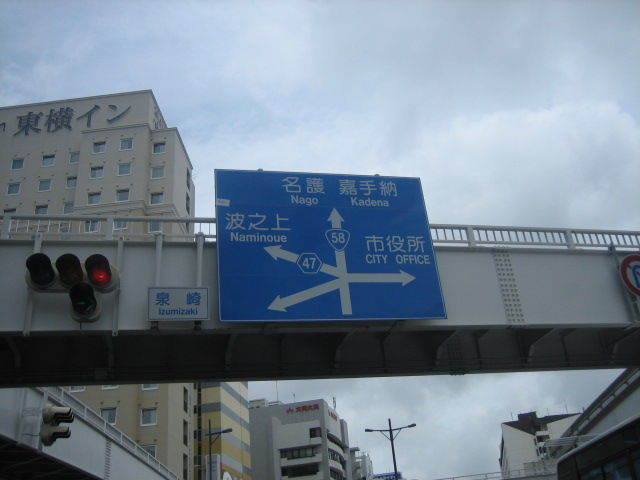 東横イン
名護 嘉手納
Nago Kadena
波之上
Naminoue
58
47
市役所
CITY OFFICE
泉崎
Izumizaki